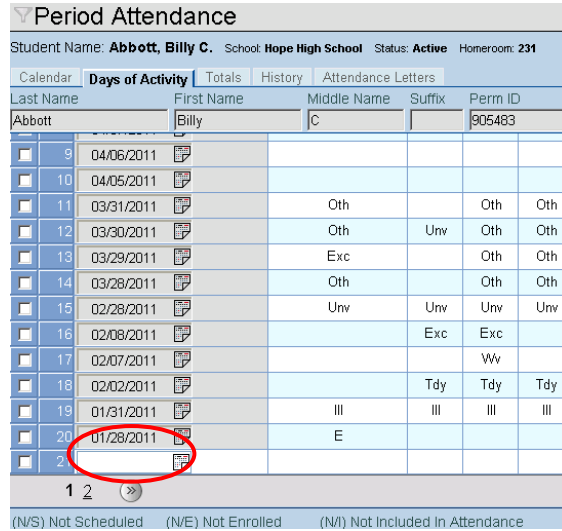 Period Attendance
Student Name: Abbott, Billy C. School: Hope High School Status: Active Homeroom: 231
Calendar Days of Activity Totals History Attendance Letters
Last Name First Name Middle Name Suffix Perm ID
Abbott Billy C 905483
9 04/06/2011
10 04/05/2011
11 03/31/2011 Oth Oth Oth
12 03/30/2011 Oth Unv Oth Oth
13 03/29/2011 Exc Oth Oth
14 03/28/2011 Oth Oth Oth
15 02/28/2011 Unv Unv Unv Unv
16 02/08/2011 Exc Exc
17 02/07/2011 Wv
18 02/02/2011 Tdy Tdy Tdy
19 01/31/2011 Ill Ill Ill Ill
20 01/28/2011 E
21
1 2 »
(N/S) Not Scheduled (N/E) Not Enrolled (N/I) Not Included In Attendance